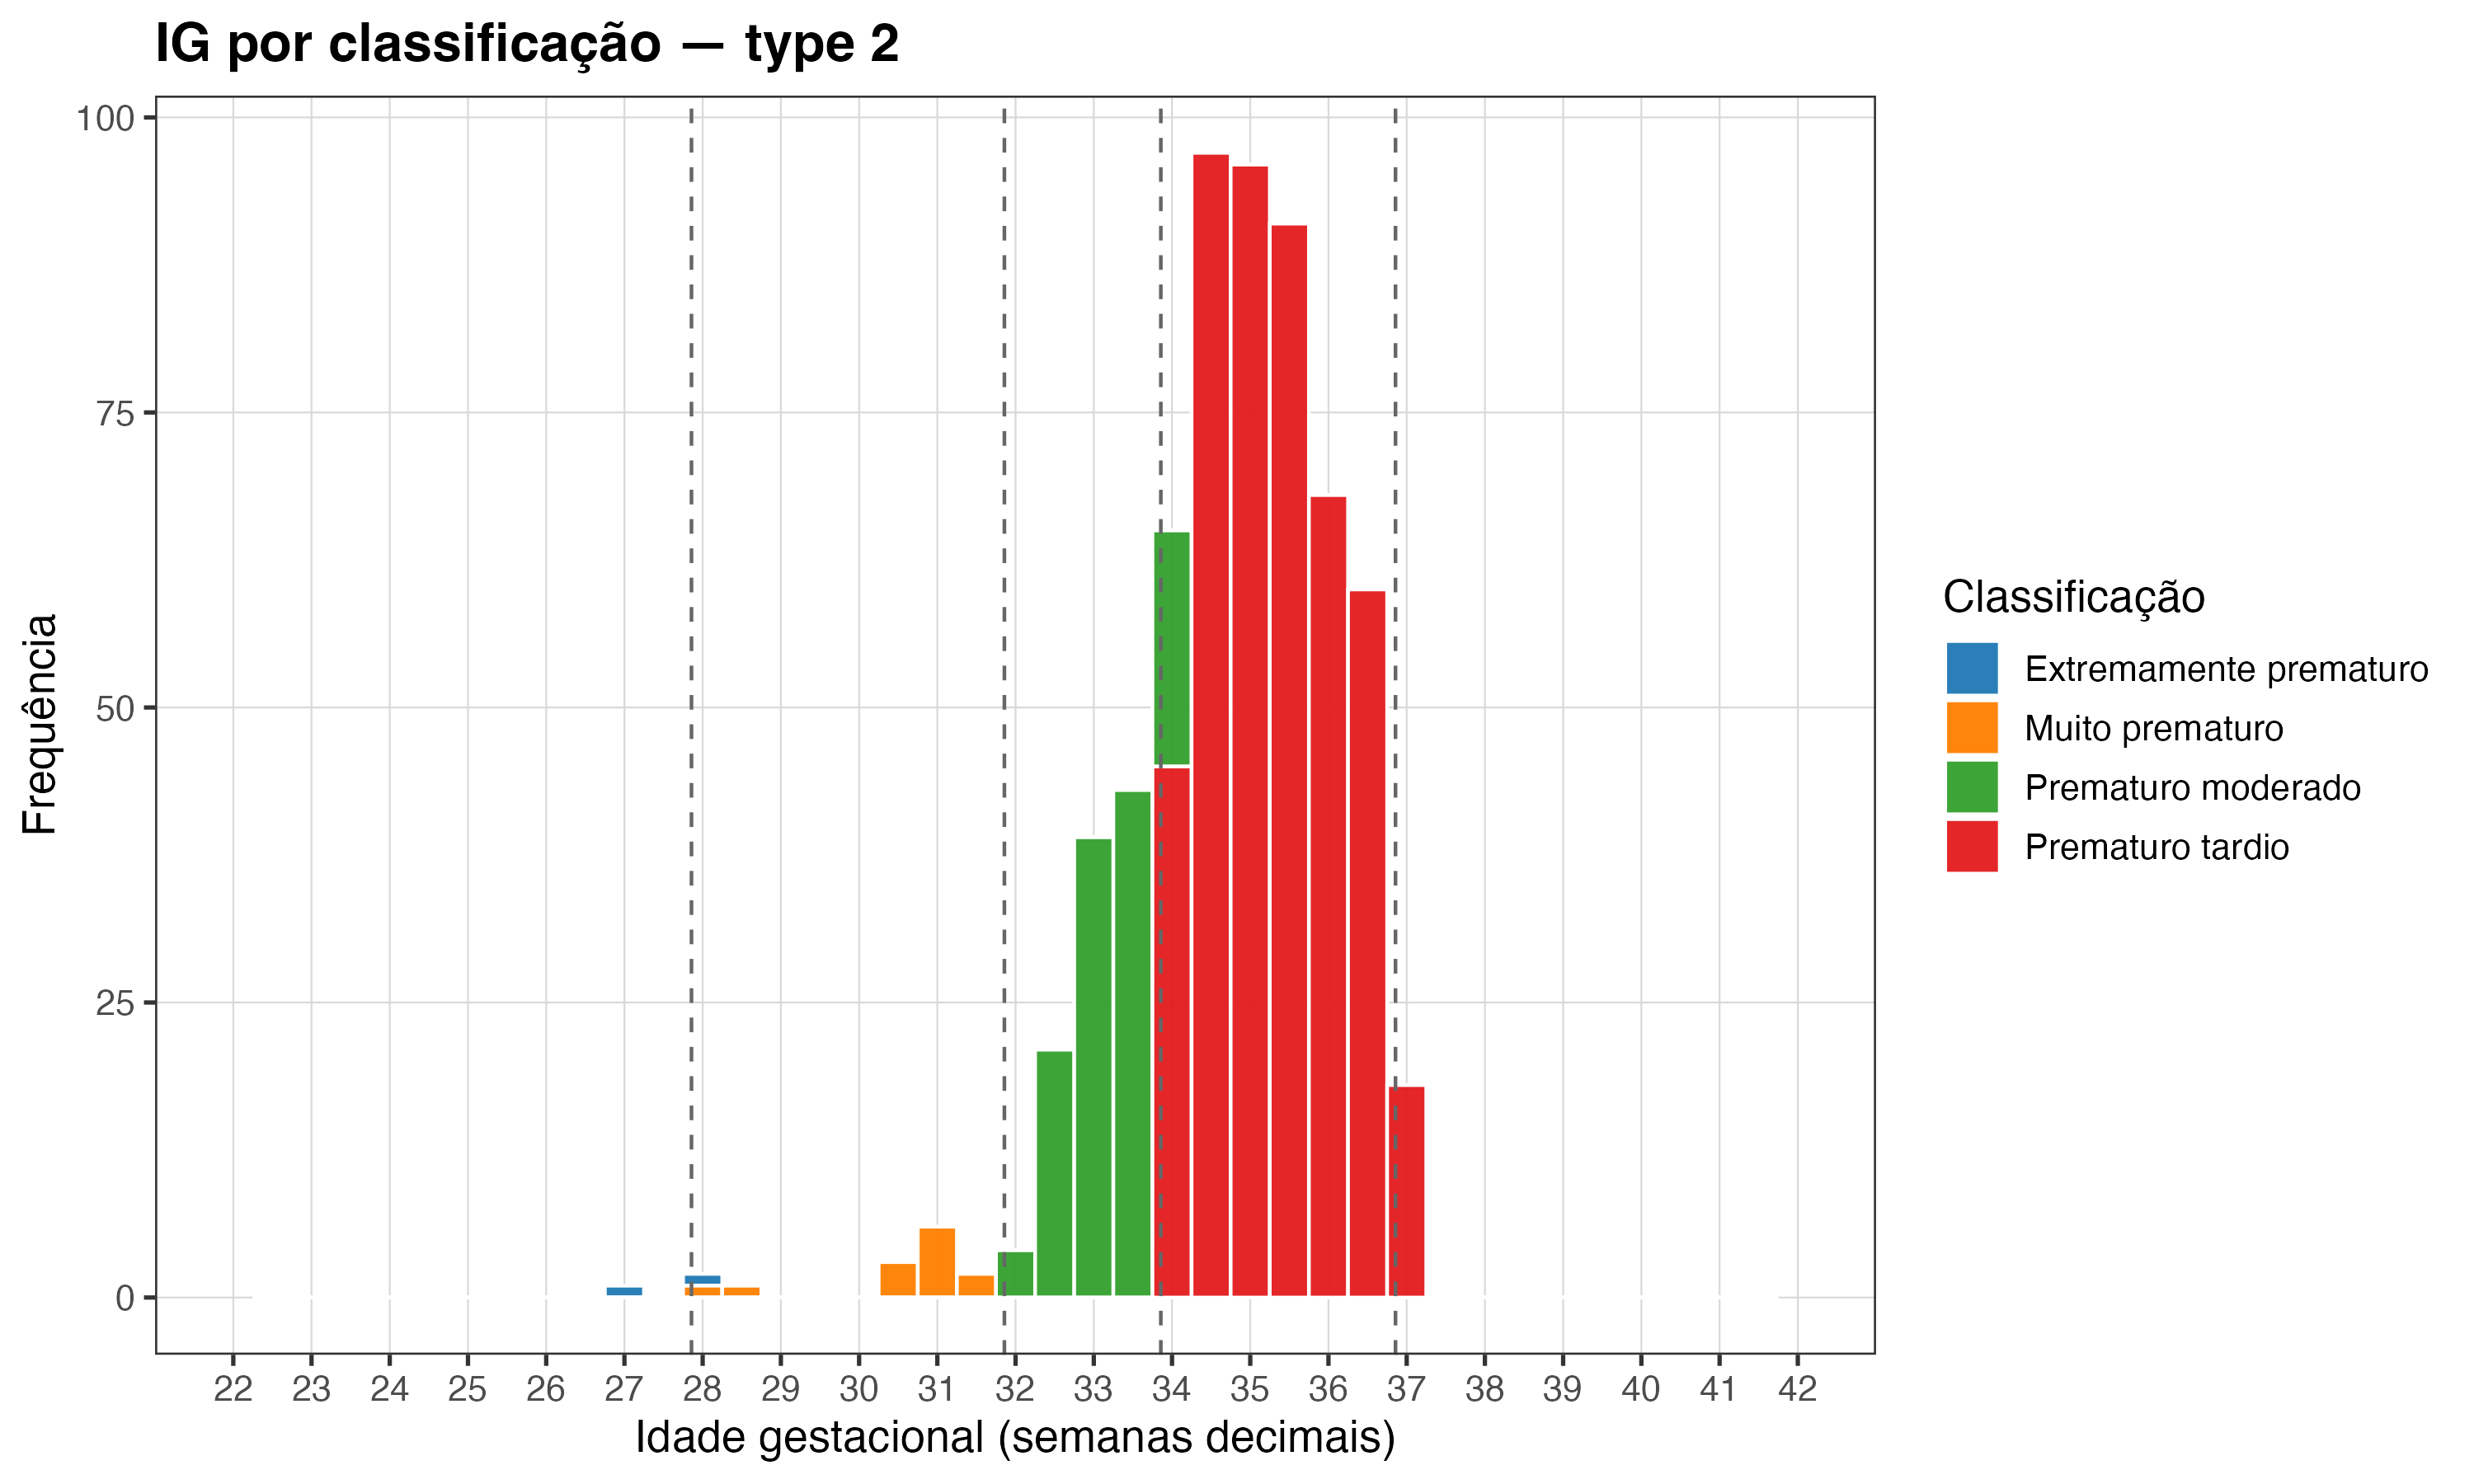 IG por classificação — type 2
100
75
50
25
0
Frequência
22 23 24 25 26 27 28 29 30 31 32 33 34 35 36 37 38 39 40 41 42
Idade gestacional (semanas decimais)
Classificação
Extremamente prematuro
Muito prematuro
Prematuro moderado
Prematuro tardio